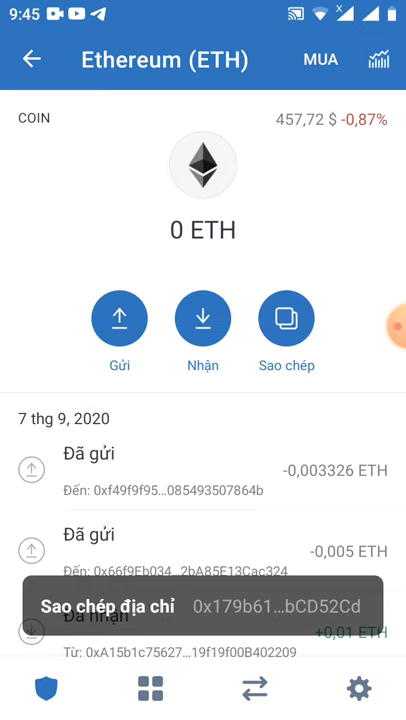 9:45
Ethereum (ETH)
MUA
COIN
457,72 $ -0,87%
0 ETH
Gửi
Nhận
Sao chép
7 thg 9, 2020
Đã gửi
-0,003326 ETH
Đến: 0xf49f9f95...085493507864b
Đã gửi
-0,005 ETH
Đến: 0x66f9Eb034...2bA85E13Cac324
Sao chép địa chỉ 0x179b61...bCD52Cd
Đã nhận
+0,01 ETH
Từ: 0xA15b1c75627...19f19f00B402209